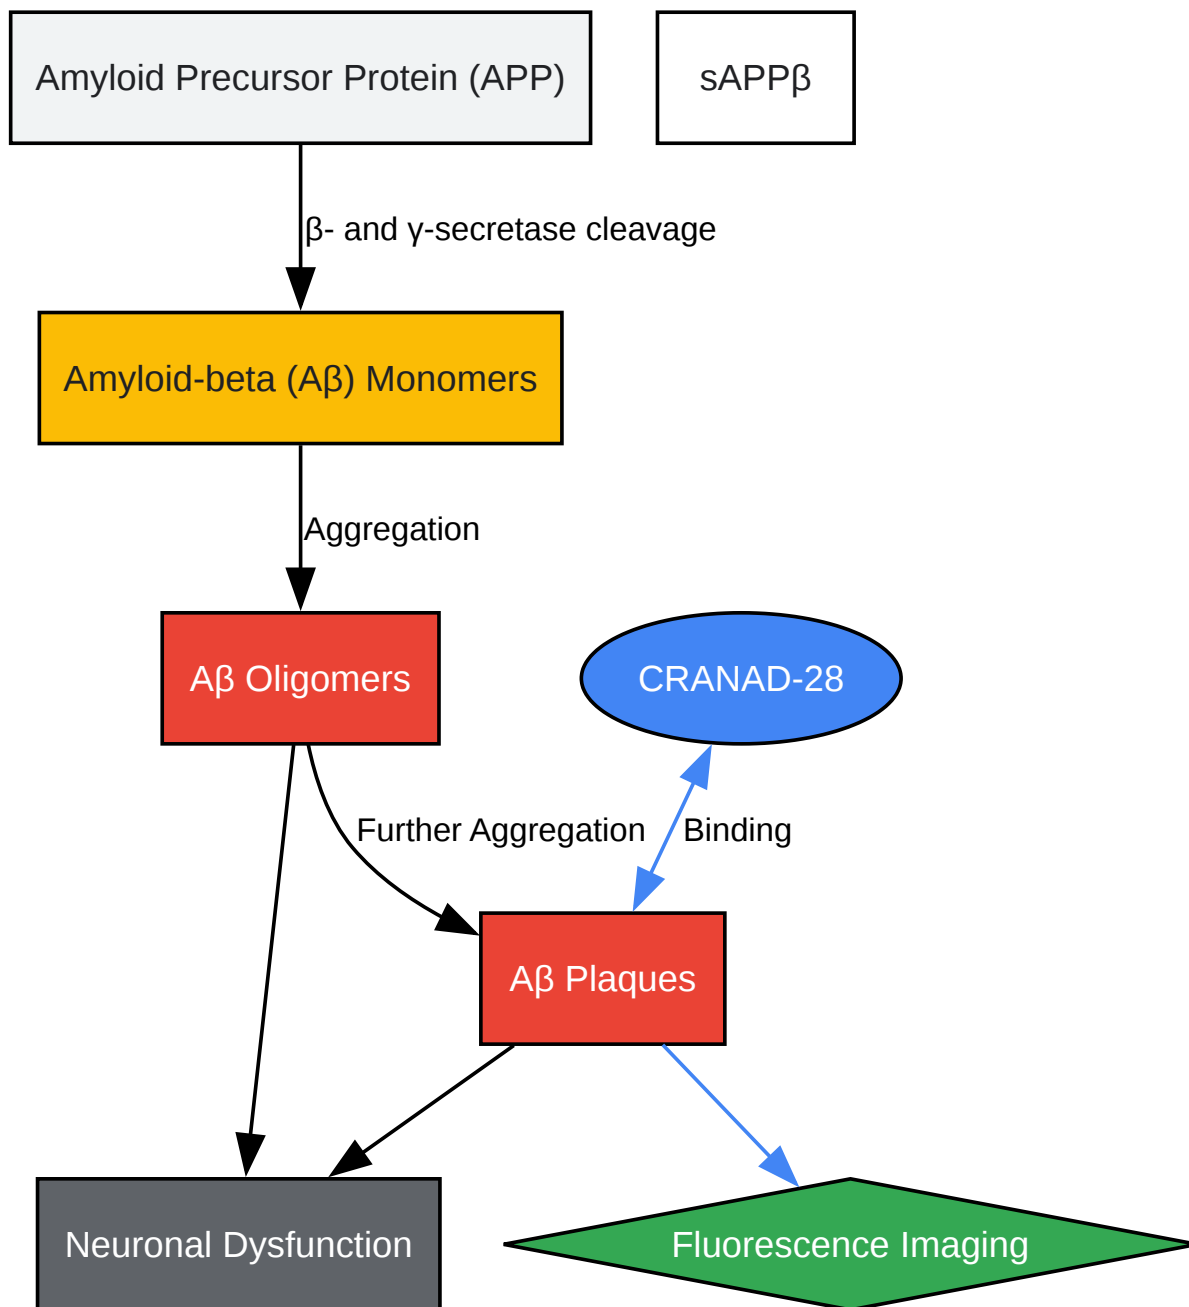 Amyloid Precursor Protein (APP)
sAPPβ
β- and γ-secretase cleavage
Amyloid-beta (Aβ) Monomers
Aggregation
Aβ Oligomers
CRANAD-28
Further Aggregation
Binding
Aβ Plaques
Neuronal Dysfunction
Fluorescence Imaging